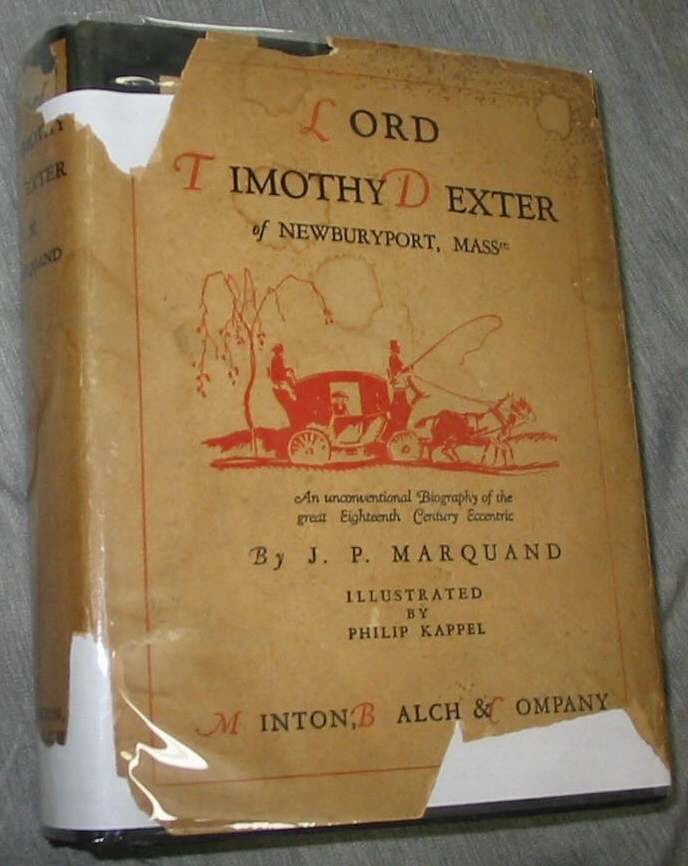 LORD
TIMOTHY DEXTER
of NEWBURYPORT, MASStts
An unconventional Biography of the
great Eighteenth Century Eccentric
By J. P. MARQUAND
ILLUSTRATED
BY
PHILIP KAPPEL
MINTON, BALCH & COMPANY